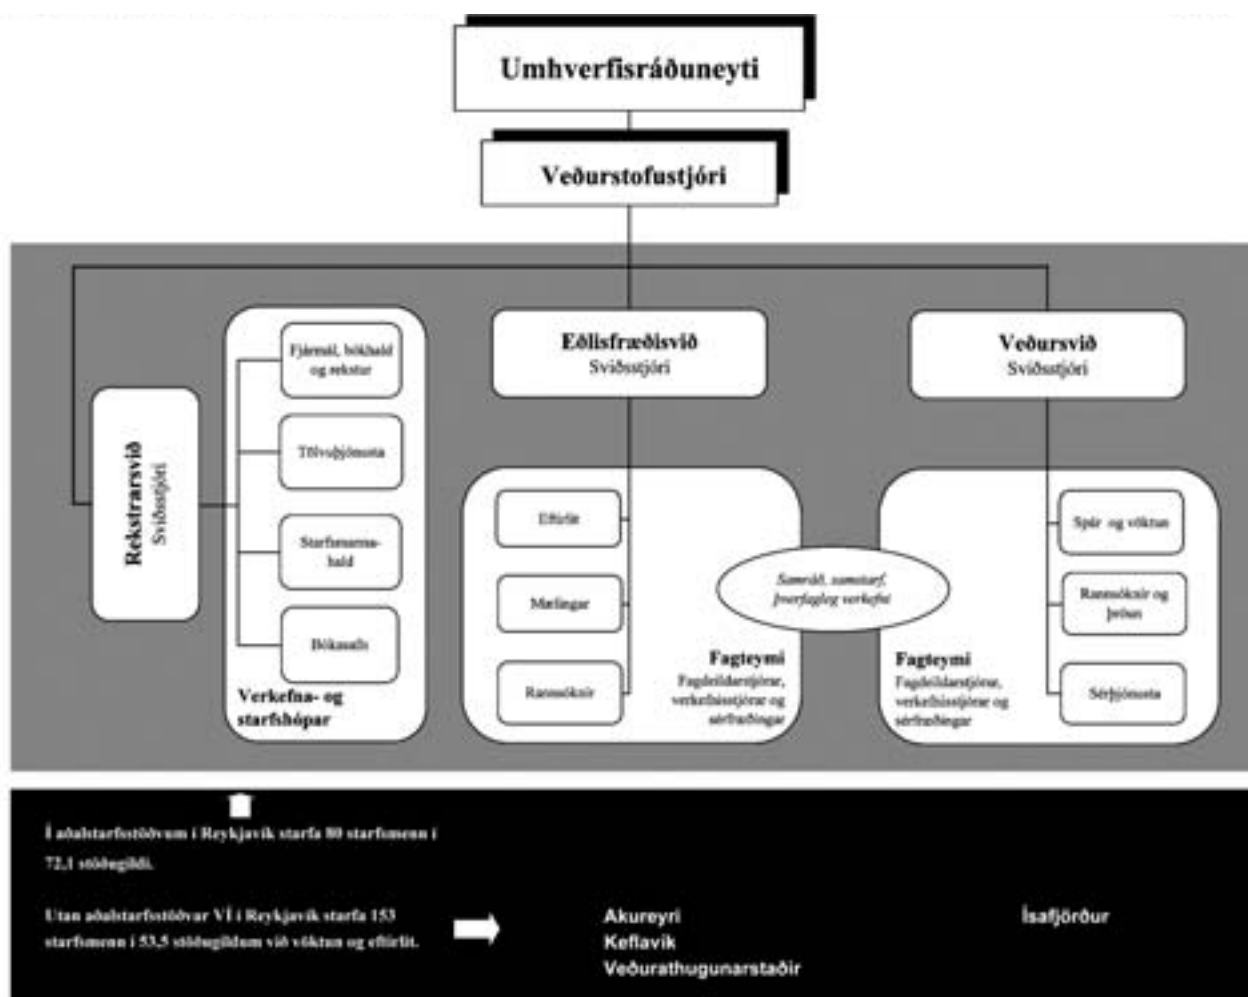 Umhverfisráðuneyti
Veðurstofustjóri
Rekstrarsvið
Sviðsstjóri
Fjármál, bókhald
og rekstur
Tölvuþjónusta
Starfsmanna-
hald
Bókasafn
Verkefna- og
starfshópar
Eðlisfræðisvið
Sviðsstjóri
Eftirlit
Mælingar
Rannsóknir
Fagteymi
Fagdeildarstjórar,
verkefnisstjórar og
sérfræðingar
Samráð, samstarf,
þverfagleg verkefni
Veðursvið
Sviðsstjóri
Spár og vöktun
Rannsóknir og
þróun
Sérþjónusta
Fagteymi
Fagdeildarstjórar,
verkefnisstjórar og
sérfræðingar
Í aðalstarfsstöðvum í Reykjavík starfa 80 starfsmenn í
72,1 stöðugildi.
Utan aðalstarfsstöðvar VÍ í Reykjavík starfa 153
starfsmenn í 53,5 stöðugildum við vöktun og eftirlit.
Akureyri
Keflavík
Veðurathugunarstaðir
Ísafjörður